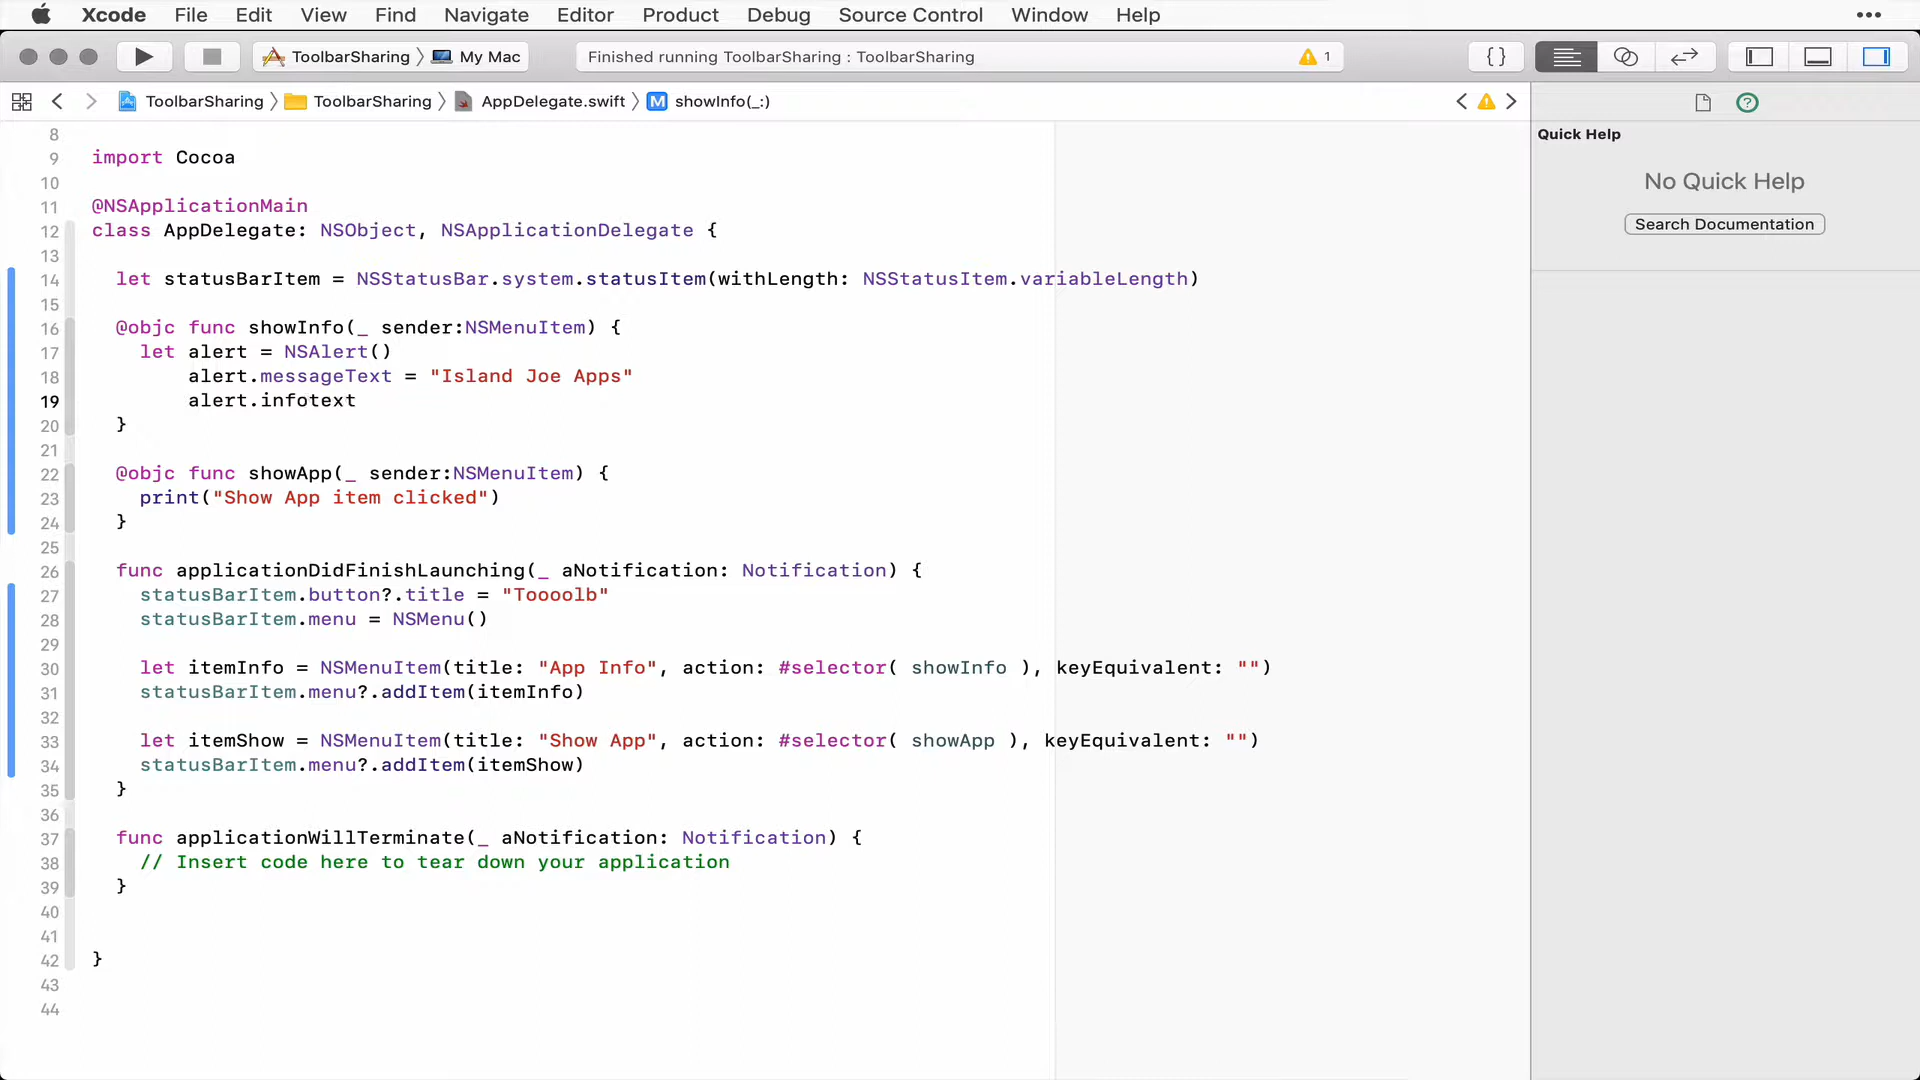 Xcode File Edit View Find Navigate Editor Product Debug Source Control Window Help
ToolbarSharing My Mac Finished running ToolbarSharing : ToolbarSharing 1 { }
ToolbarSharing ToolbarSharing AppDelegate.swift M showInfo(_:)
Quick Help
No Quick Help
Search Documentation
8
9 import Cocoa
10
11 @NSApplicationMain
12 class AppDelegate: NSObject, NSApplicationDelegate {
13
14 let statusBarItem = NSStatusBar.system.statusItem(withLength: NSStatusItem.variableLength)
15
16 @objc func showInfo(_ sender:NSMenuItem) {
17 let alert = NSAlert()
18 alert.messageText = "Island Joe Apps"
19 alert.infotext
20 }
21
22 @objc func showApp(_ sender:NSMenuItem) {
23 print("Show App item clicked")
24 }
25
26 func applicationDidFinishLaunching(_ aNotification: Notification) {
27 statusBarItem.button?.title = "Toooolb"
28 statusBarItem.menu = NSMenu()
29
30 let itemInfo = NSMenuItem(title: "App Info", action: #selector( showInfo ), keyEquivalent: "")
31 statusBarItem.menu?.addItem(itemInfo)
32
33 let itemShow = NSMenuItem(title: "Show App", action: #selector( showApp ), keyEquivalent: "")
34 statusBarItem.menu?.addItem(itemShow)
35 }
36
37 func applicationWillTerminate(_ aNotification: Notification) {
38 // Insert code here to tear down your application
39 }
40
41
42 }
43
44